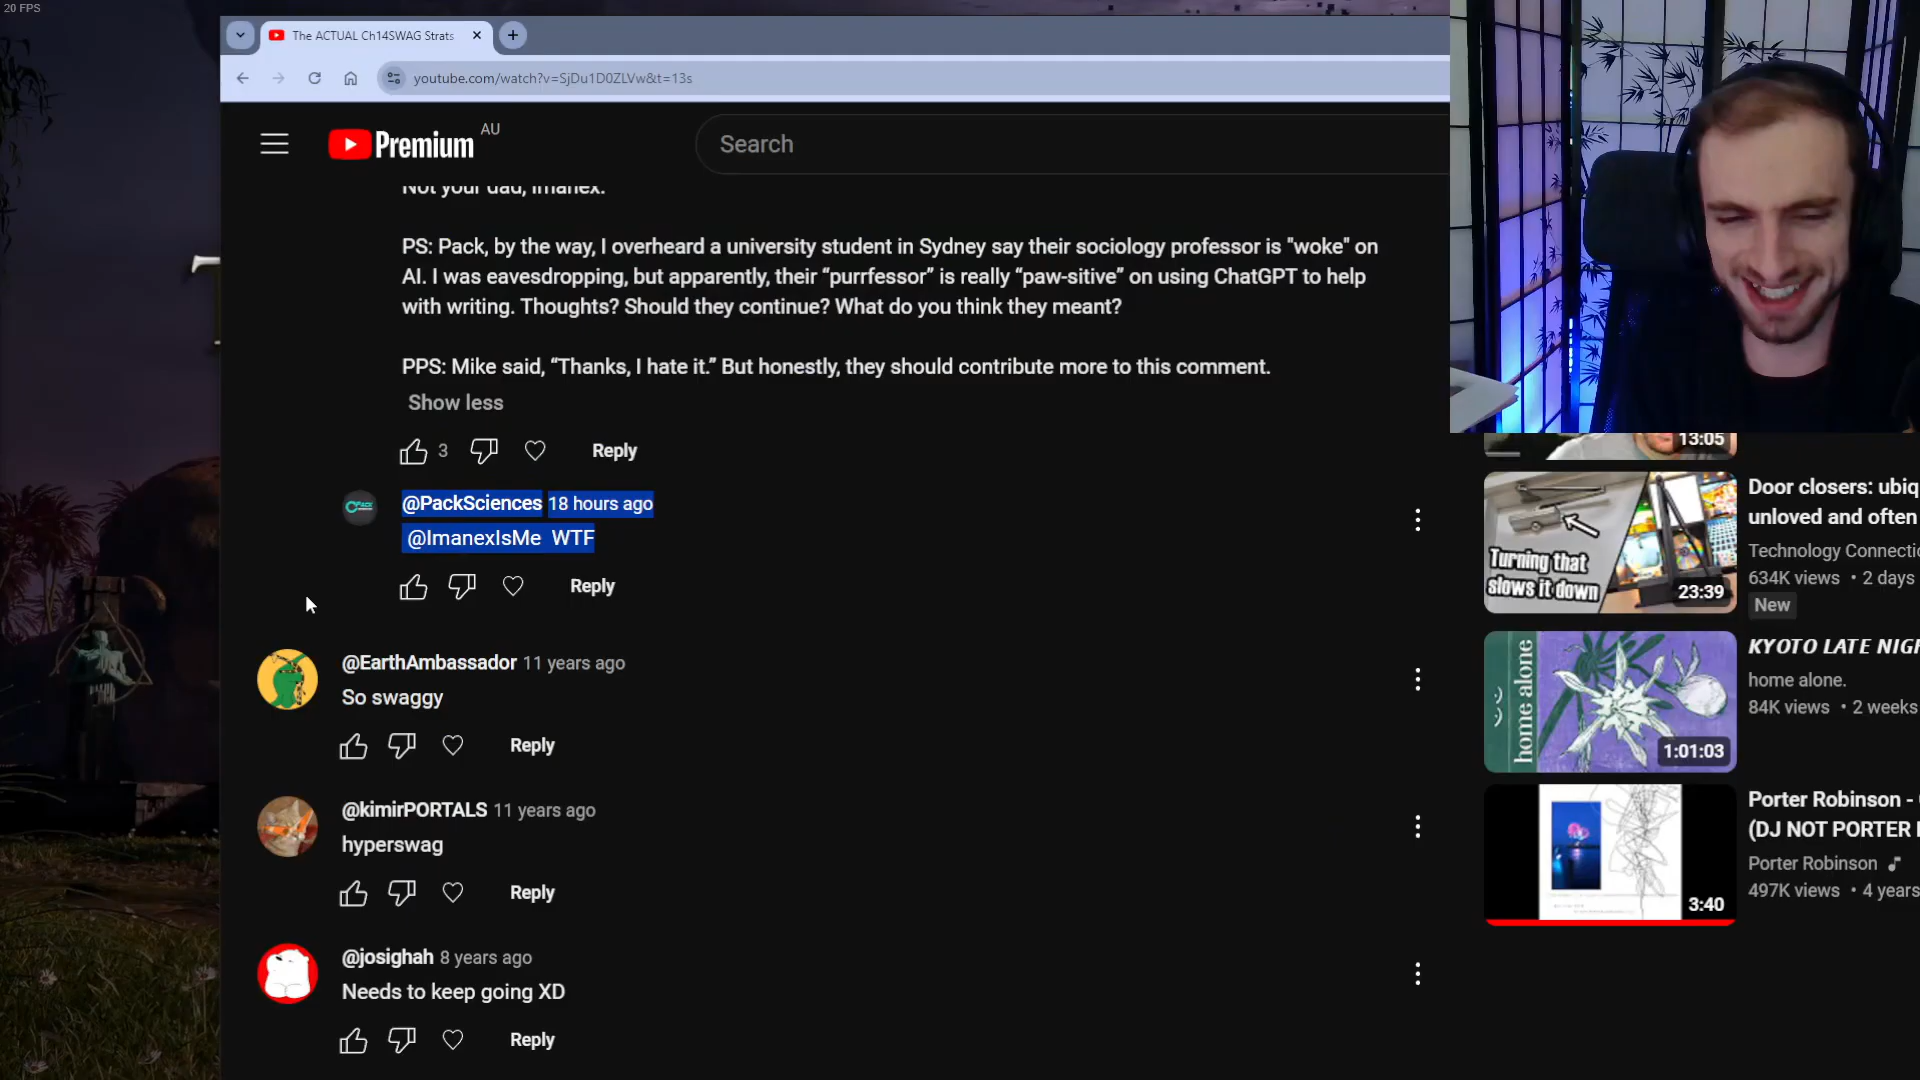 20 FPS
The ACTUAL Ch14SWAG Strats
youtube.com/watch?v=SjDu1D0ZLVw&t=13s
Premium AU
Search
Not your dad, Imanex.
PS: Pack, by the way, I overheard a university student in Sydney say their sociology professor is "woke" on
AI. I was eavesdropping, but apparently, their “purrfessor” is really “paw-sitive” on using ChatGPT to help
with writing. Thoughts? Should they continue? What do you think they meant?
PPS: Mike said, “Thanks, I hate it.” But honestly, they should contribute more to this comment.
Show less
3 Reply
@PackSciences 18 hours ago
@ImanexIsMe WTF
Reply
@EarthAmbassador 11 years ago
So swaggy
Reply
@kimirPORTALS 11 years ago
hyperswag
Reply
@josighah 8 years ago
Needs to keep going XD
Reply
13:05
Turning that
slows it down
23:39
Door closers: ubiq
unloved and often
Technology Connectio
634K views • 2 days
New
home alone
1:01:03
KYOTO LATE NIGH
home alone.
84K views • 2 weeks
3:40
Porter Robinson -
(DJ NOT PORTER
Porter Robinson
497K views • 4 years